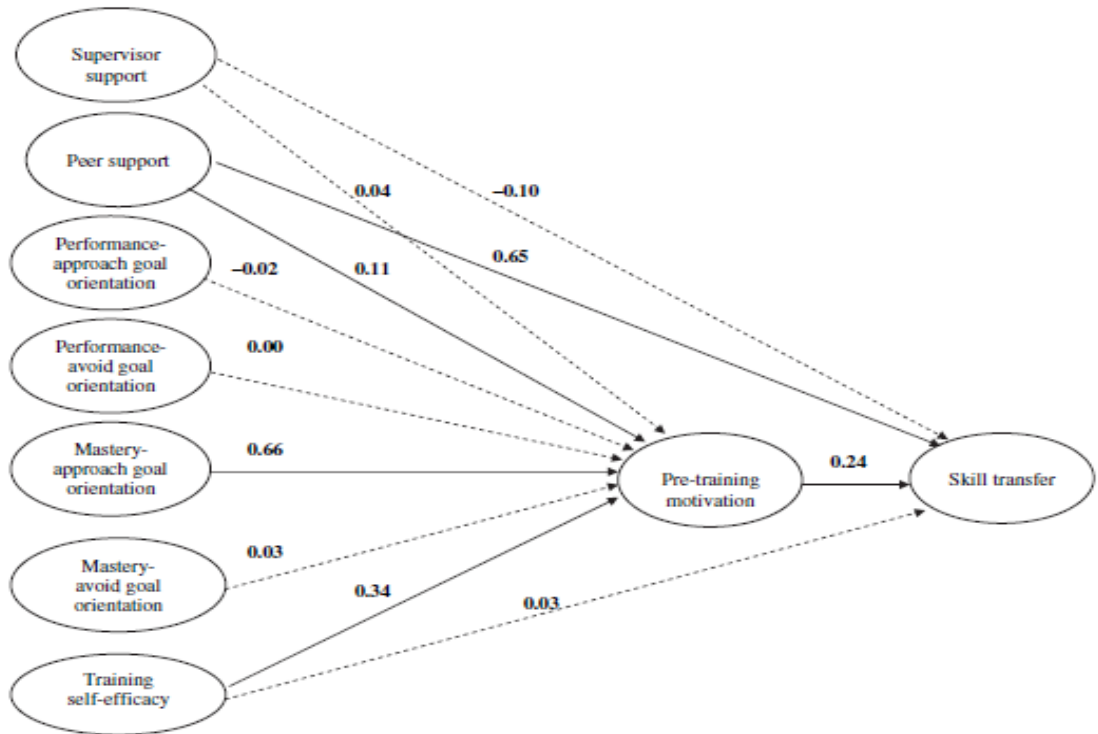 Supervisor
support
Peer support
0.04
–0.10
Performance-
approach goal
orientation
–0.02
0.11
0.65
Performance-
avoid goal
orientation
0.00
Mastery-
approach goal
orientation
0.66
Pre-training
motivation
0.24
Skill transfer
Mastery-
avoid goal
orientation
0.03
0.34
0.03
Training
self-efficacy